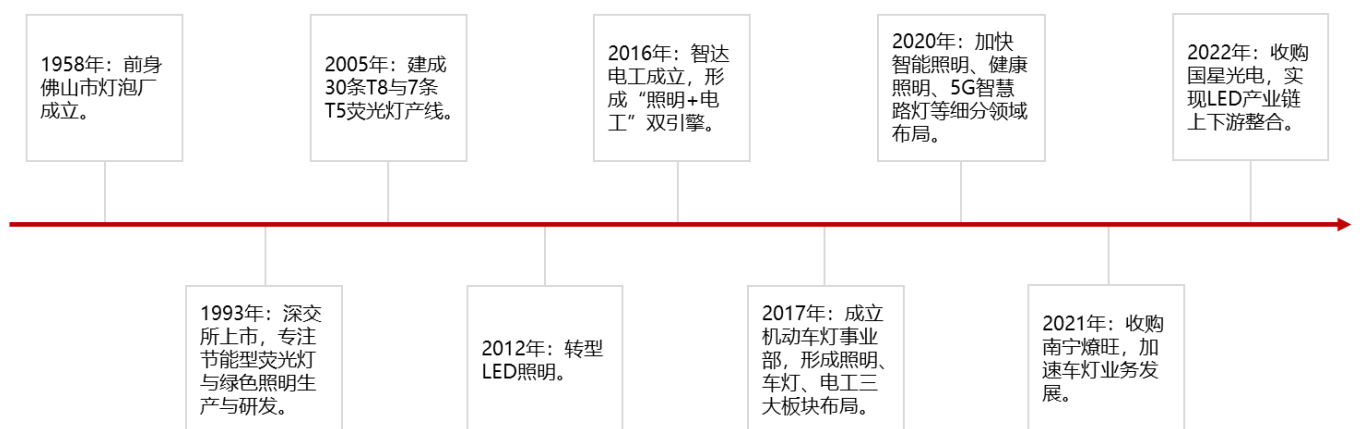 1958年：前身
佛山市灯泡厂
成立。
1993年：深交
所上市，专注
节能型荧光灯
与绿色照明生
产与研发。
2005年：建成
30条T8与7条
T5荧光灯产线。
2012年：转型
LED照明。
2016年：智达
电工成立，形
成“照明+电
工”双引擎。
2017年：成立
机动车灯事业
部，形成照明、
车灯、电工三
大板块布局。
2020年：加快
智能照明、健康
照明、5G智慧
路灯等细分领域
布局。
2021年：收购
南宁燎旺，加
速车灯业务发
展。
2022年：收购
国星光电，实
现LED产业链
上下游整合。